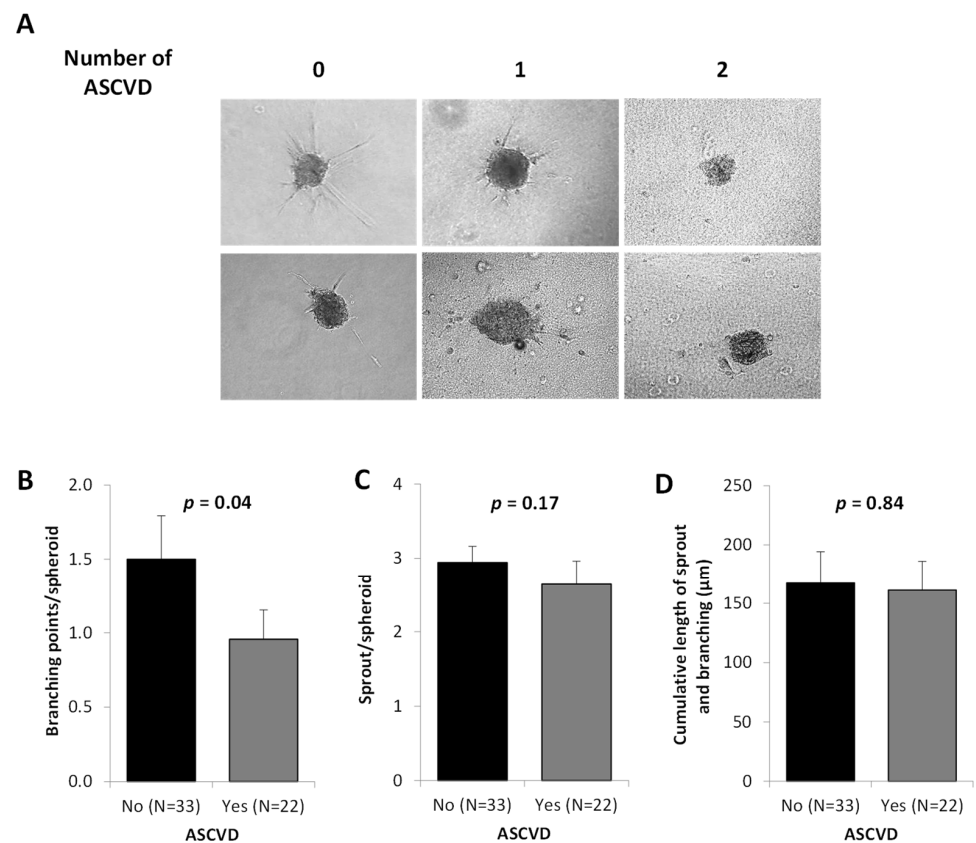 A
Number of
ASCVD
0
1
2
B
2.0
1.5
1.0
0.5
0.0
Branching points/spheroid
p = 0.04
No (N=33)
Yes (N=22)
ASCVD
C
4
3
2
1
0
Sprout/spheroid
p = 0.17
No (N=33)
Yes (N=22)
ASCVD
D
250
200
150
100
50
0
Cumulative length of sprout
and branching (μm)
p = 0.84
No (N=33)
Yes (N=22)
ASCVD